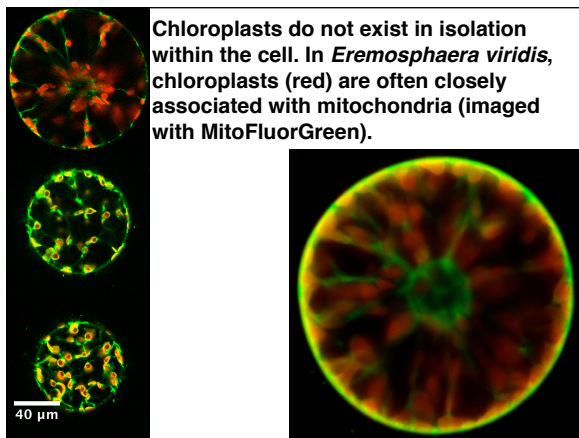 Chloroplasts do not exist in isolation
within the cell. In Eremosphaera viridis,
chloroplasts (red) are often closely
associated with mitochondria (imaged
with MitoFluorGreen).
40 µm